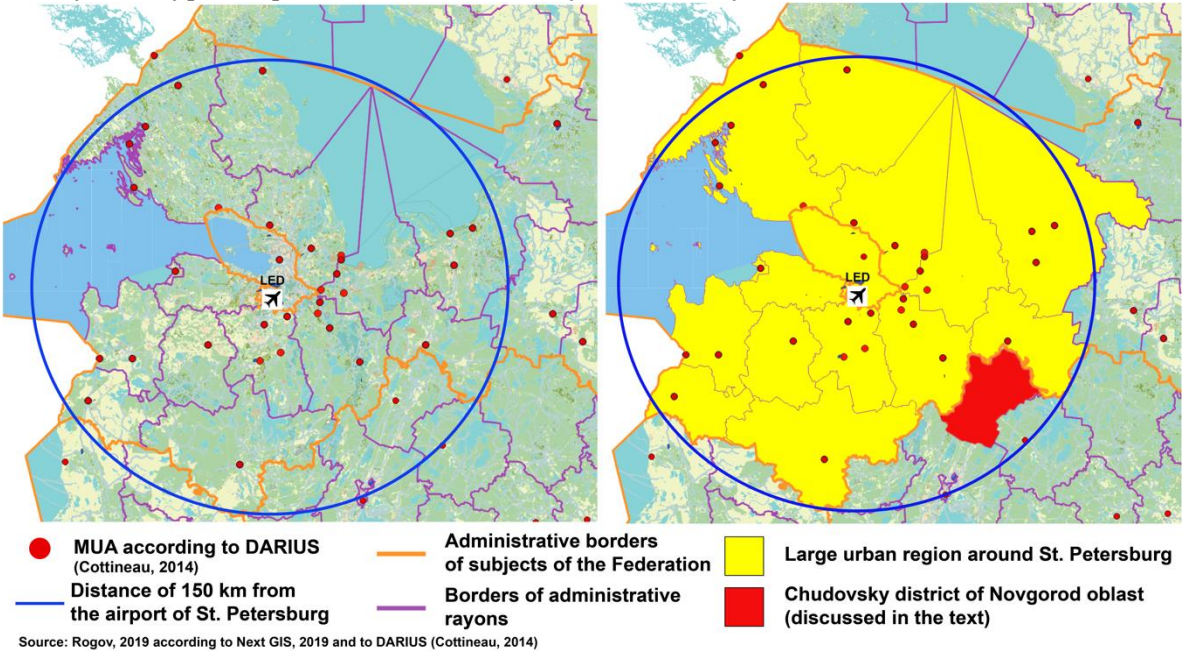 LED
LED
MUA according to DARIUS
(Cottineau, 2014)
Distance of 150 km from
the airport of St. Petersburg
Administrative borders
of subjects of the Federation
Borders of administrative
rayons
Large urban region around St. Petersburg
Chudovsky district of Novgorod oblast
(discussed in the text)
Source: Rogov, 2019 according to Next GIS, 2019 and to DARIUS (Cottineau, 2014)